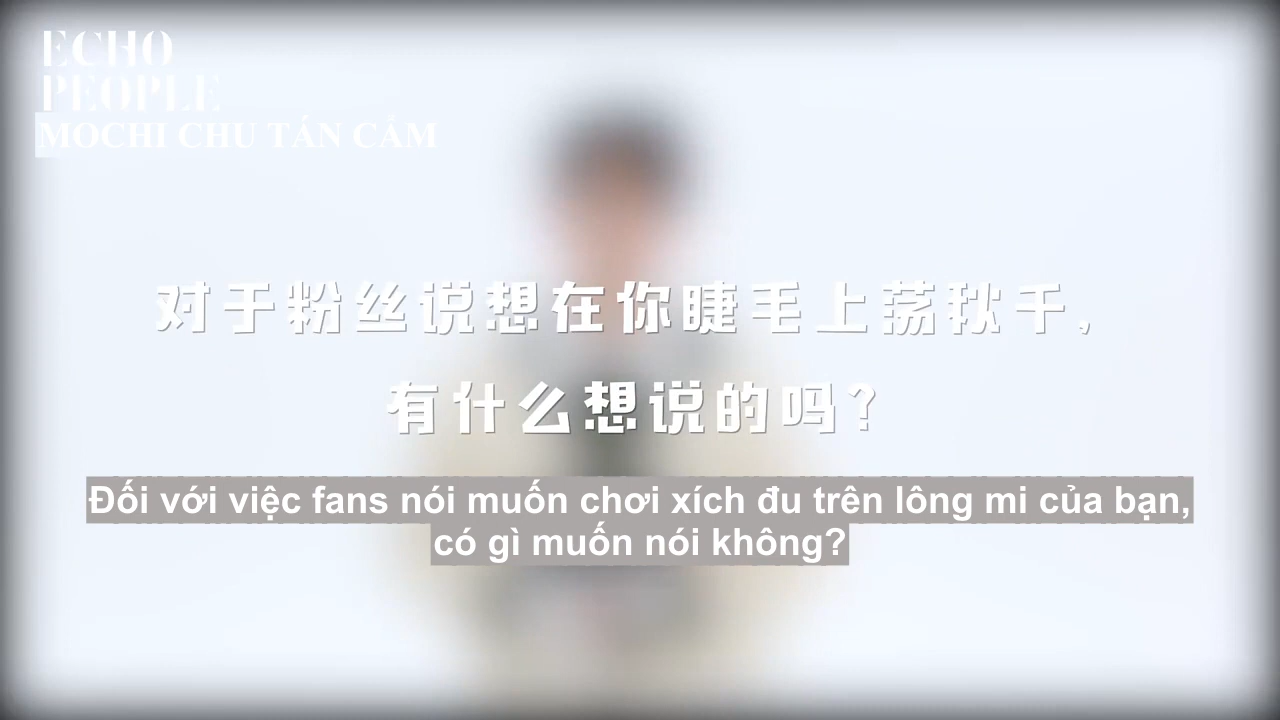 ECHO
PEOPLE
MOCHI CHU TÁN CẨM
对于粉丝说想在你睫毛上荡秋千,
有什么想说的吗?
Đối với việc fans nói muốn chơi xích đu trên lông mi của bạn,
có gì muốn nói không?